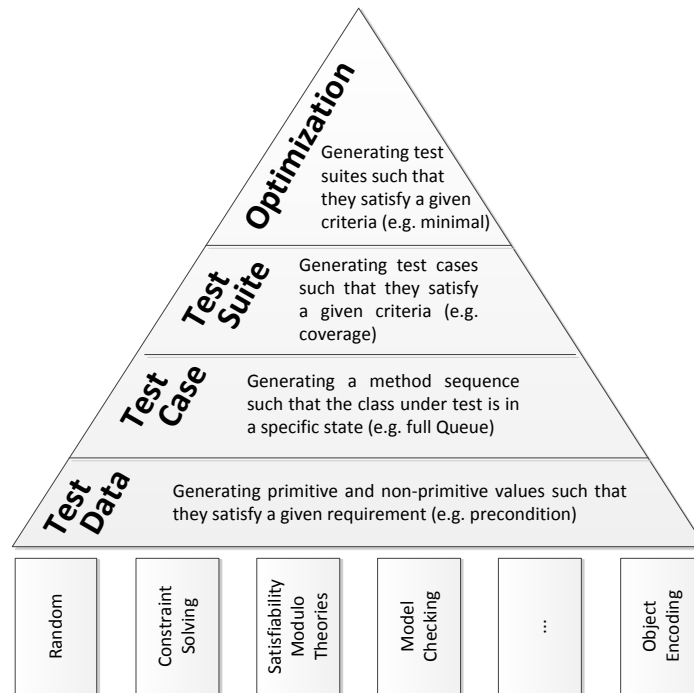 Optimization
Generating test
suites such that
they satisfy a given
criteria (e.g. minimal)
Test
Suite
Generating test cases
such that they satisfy
a given criteria (e.g.
coverage)
Test
Case
Generating a method sequence
such that the class under test is in
a specific state (e.g. full Queue)
Test
Data
Generating primitive and non-primitive values such that
they satisfy a given requirement (e.g. precondition)
Random
Constraint
Solving
Satisfiability
Modulo
Theories
Model
Checking
...
Object
Encoding